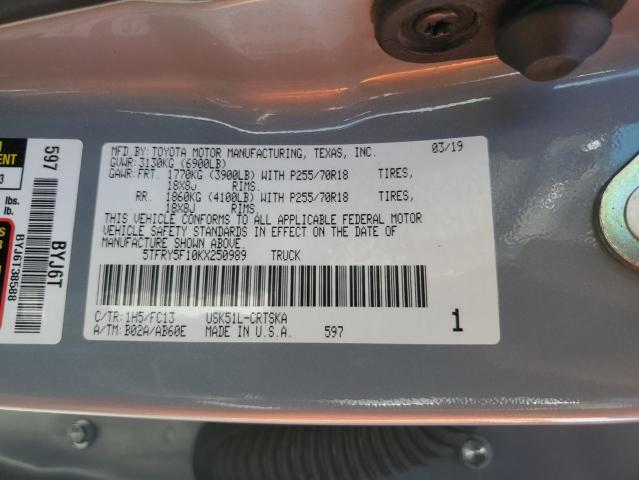 MFD BY: TOYOTA MOTOR MANUFACTURING, TEXAS, INC. 03/19
GVWR: 3130KG (6900LB)
GAWR: FRT. 1770KG (3900LB) WITH P255/70R18 TIRES,
18X8J RIMS.
RR. 1860KG (4100LB) WITH P255/70R18 TIRES,
18X8J RIMS.
THIS VEHICLE CONFORMS TO ALL APPLICABLE FEDERAL MOTOR
VEHICLE SAFETY STANDARDS IN EFFECT ON THE DATE OF
MANUFACTURE SHOWN ABOVE.
5TFRY5F10KX250989 TRUCK
C/TR: 1H5/FC13 USK51L-CRTSKA
A/TM: B02A/AB60E MADE IN U.S.A. 597 1
597 BYJ6T
BYJ6T38588
lbs.
lb.